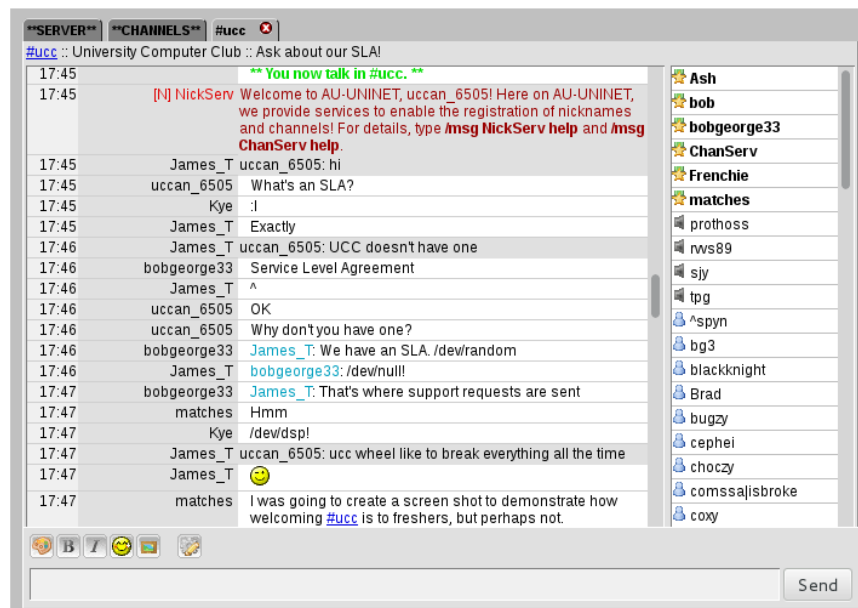 **SERVER** **CHANNELS** #ucc
#ucc :: University Computer Club :: Ask about our SLA!
17:45 ** You now talk in #ucc. **
17:45 [N] NickServ Welcome to AU-UNINET, uccan_6505! Here on AU-UNINET,
we provide services to enable the registration of nicknames
and channels! For details, type /msg NickServ help and /msg
ChanServ help.
17:45 James_T uccan_6505: hi
17:45 uccan_6505 What's an SLA?
17:45 Kye :I
17:45 James_T Exactly
17:46 James_T uccan_6505: UCC doesn't have one
17:46 bobgeorge33 Service Level Agreement
17:46 James_T ^
17:46 uccan_6505 OK
17:46 uccan_6505 Why don't you have one?
17:46 bobgeorge33 James_T: We have an SLA. /dev/random
17:46 James_T bobgeorge33: /dev/null!
17:47 bobgeorge33 James_T: That's where support requests are sent
17:47 matches Hmm
17:47 Kye /dev/dsp!
17:47 James_T uccan_6505: ucc wheel like to break everything all the time
17:47 James_T
17:47 matches I was going to create a screen shot to demonstrate how
welcoming #ucc is to freshers, but perhaps not.
Ash
bob
bobgeorge33
ChanServ
Frenchie
matches
prothoss
rws89
sjy
tpg
^spyn
bg3
blackknight
Brad
bugzy
cephei
choczy
comssa|isbroke
coxy
B I
Send